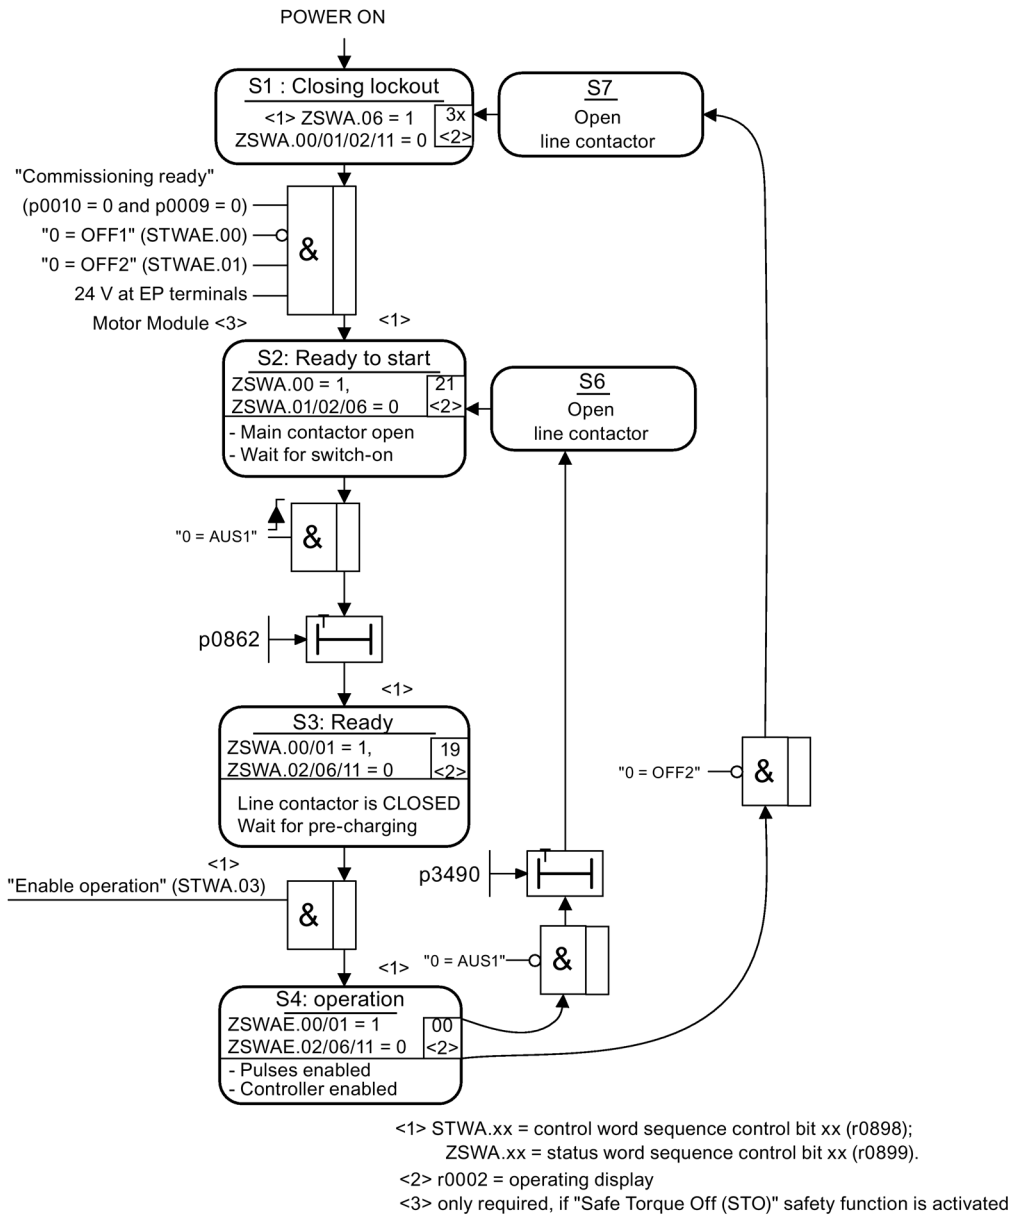 POWER ON
S1 : Closing lockout
<1> ZSWA.06 = 1
ZSWA.00/01/02/11 = 0
3x
<2>
S7
Open
line contactor
"Commissioning ready"
(p0010 = 0 and p0009 = 0)
"0 = OFF1" (STWAE.00)
"0 = OFF2" (STWAE.01)
24 V at EP terminals
Motor Module <3>
&
<1>
S2: Ready to start
ZSWA.00 = 1,
ZSWA.01/02/06 = 0
21
<2>
- Main contactor open
- Wait for switch-on
S6
Open
line contactor
"0 = AUS1"
&
p0862
T
<1>
S3: Ready
ZSWA.00/01 = 1,
ZSWA.02/06/11 = 0
19
<2>
Line contactor is CLOSED
Wait for pre-charging
"0 = OFF2"
&
<1>
"Enable operation" (STWA.03)
&
p3490
T
"0 = AUS1"
&
<1>
S4: operation
ZSWAE.00/01 = 1
ZSWAE.02/06/11 = 0
00
<2>
- Pulses enabled
- Controller enabled
<1> STWA.xx = control word sequence control bit xx (r0898);
ZSWA.xx = status word sequence control bit xx (r0899).
<2> r0002 = operating display
<3> only required, if "Safe Torque Off (STO)" safety function is activated